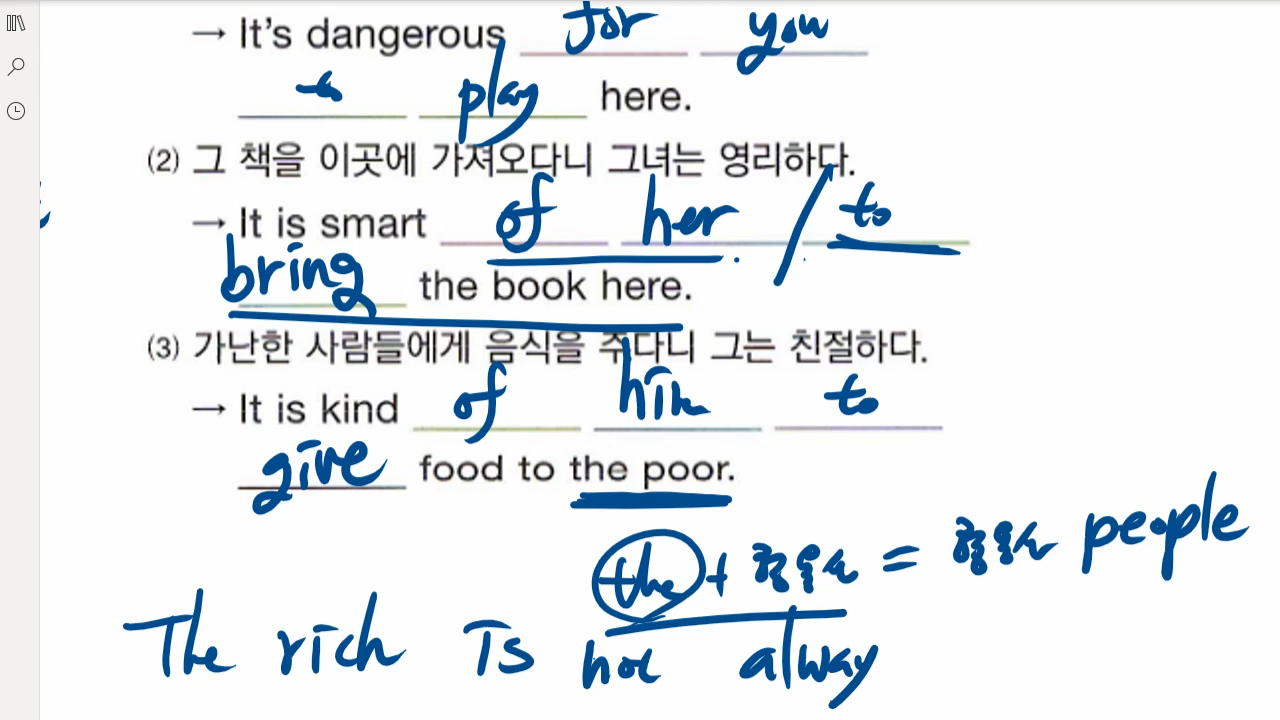 → It's dangerous for you
to play here.
(2) 그 책을 이곳에 가져오다니 그녀는 영리하다.
→ It is smart of her / to
bring the book here.
(3) 가난한 사람들에게 음식을 주다니 그는 친절하다.
→ It is kind of him to
give food to the poor.
the + 형용사 = 형용사 people
The rich is not alway